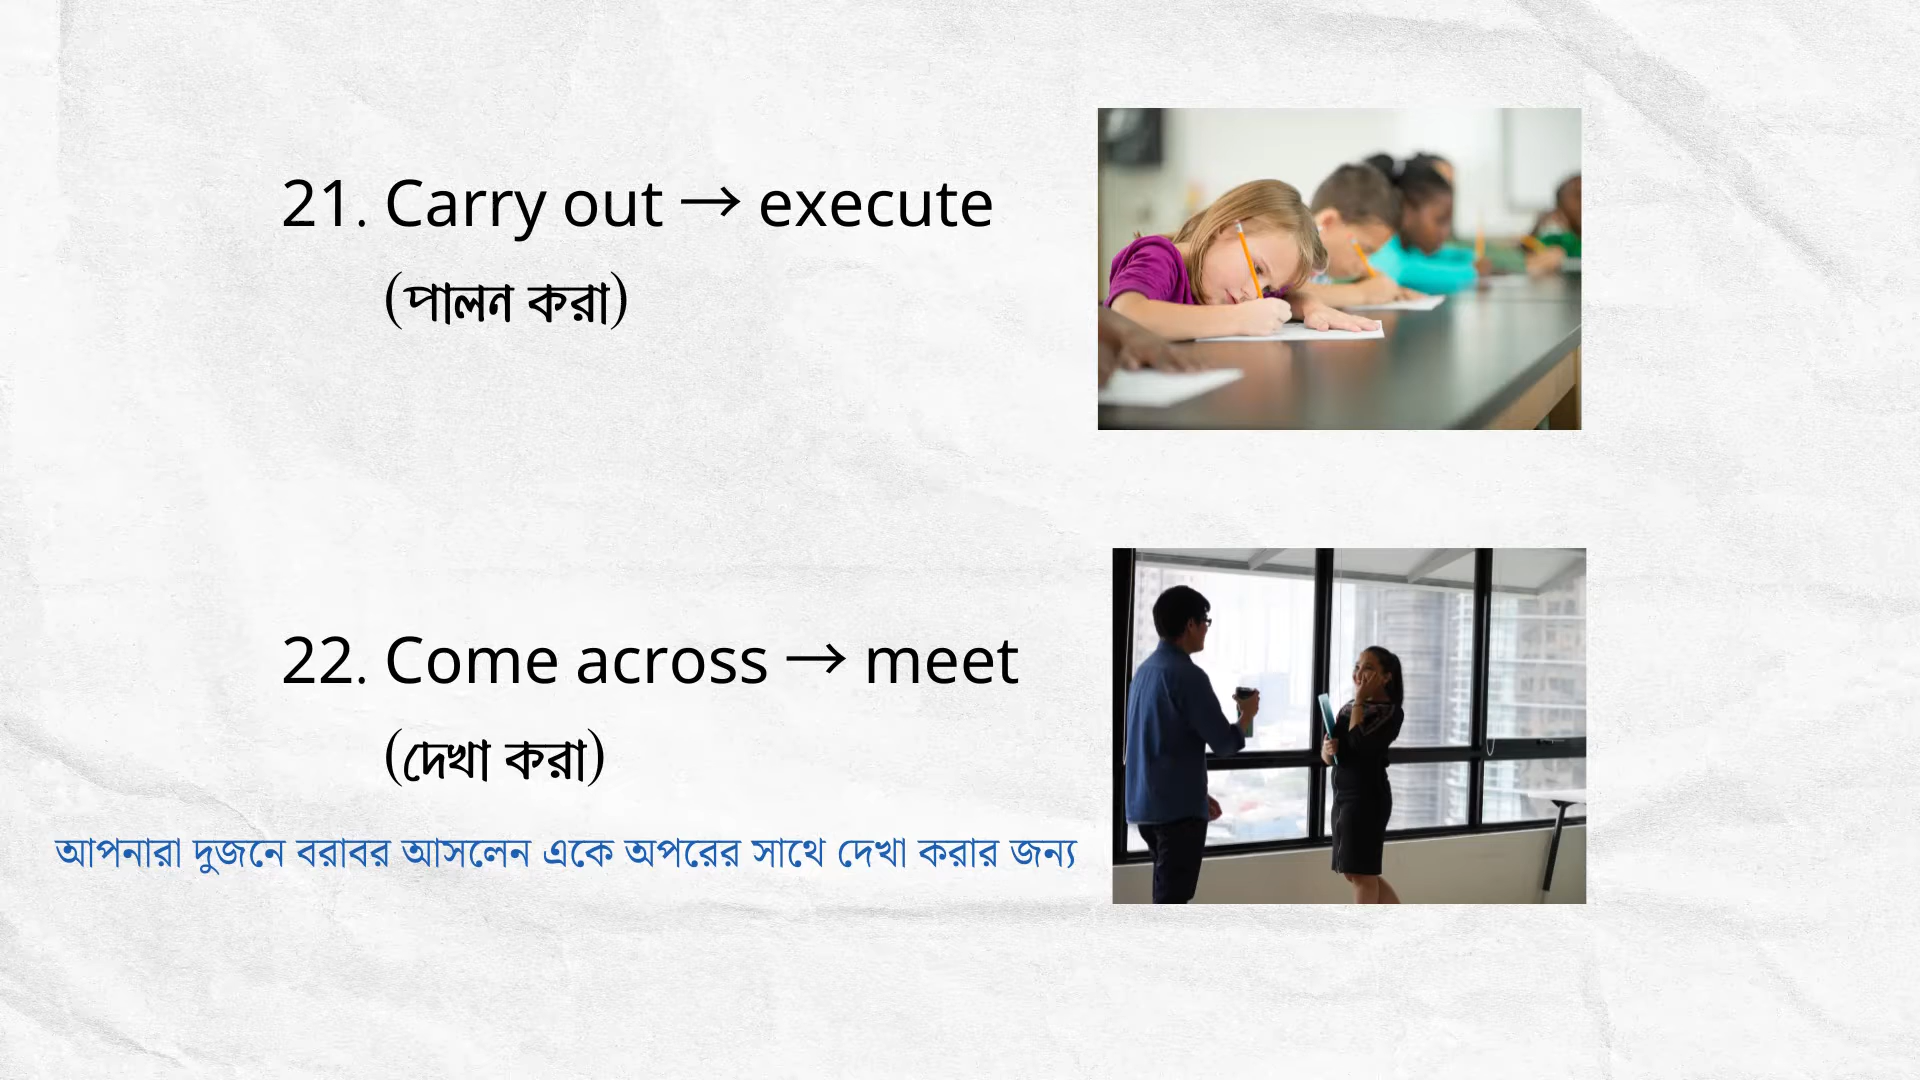 21. Carry out → execute
(পালন করা)
22. Come across → meet
(দেখা করা)
আপনারা দুজনে বরাবর আসলেন একে অপরের সাথে দেখা করার জন্য